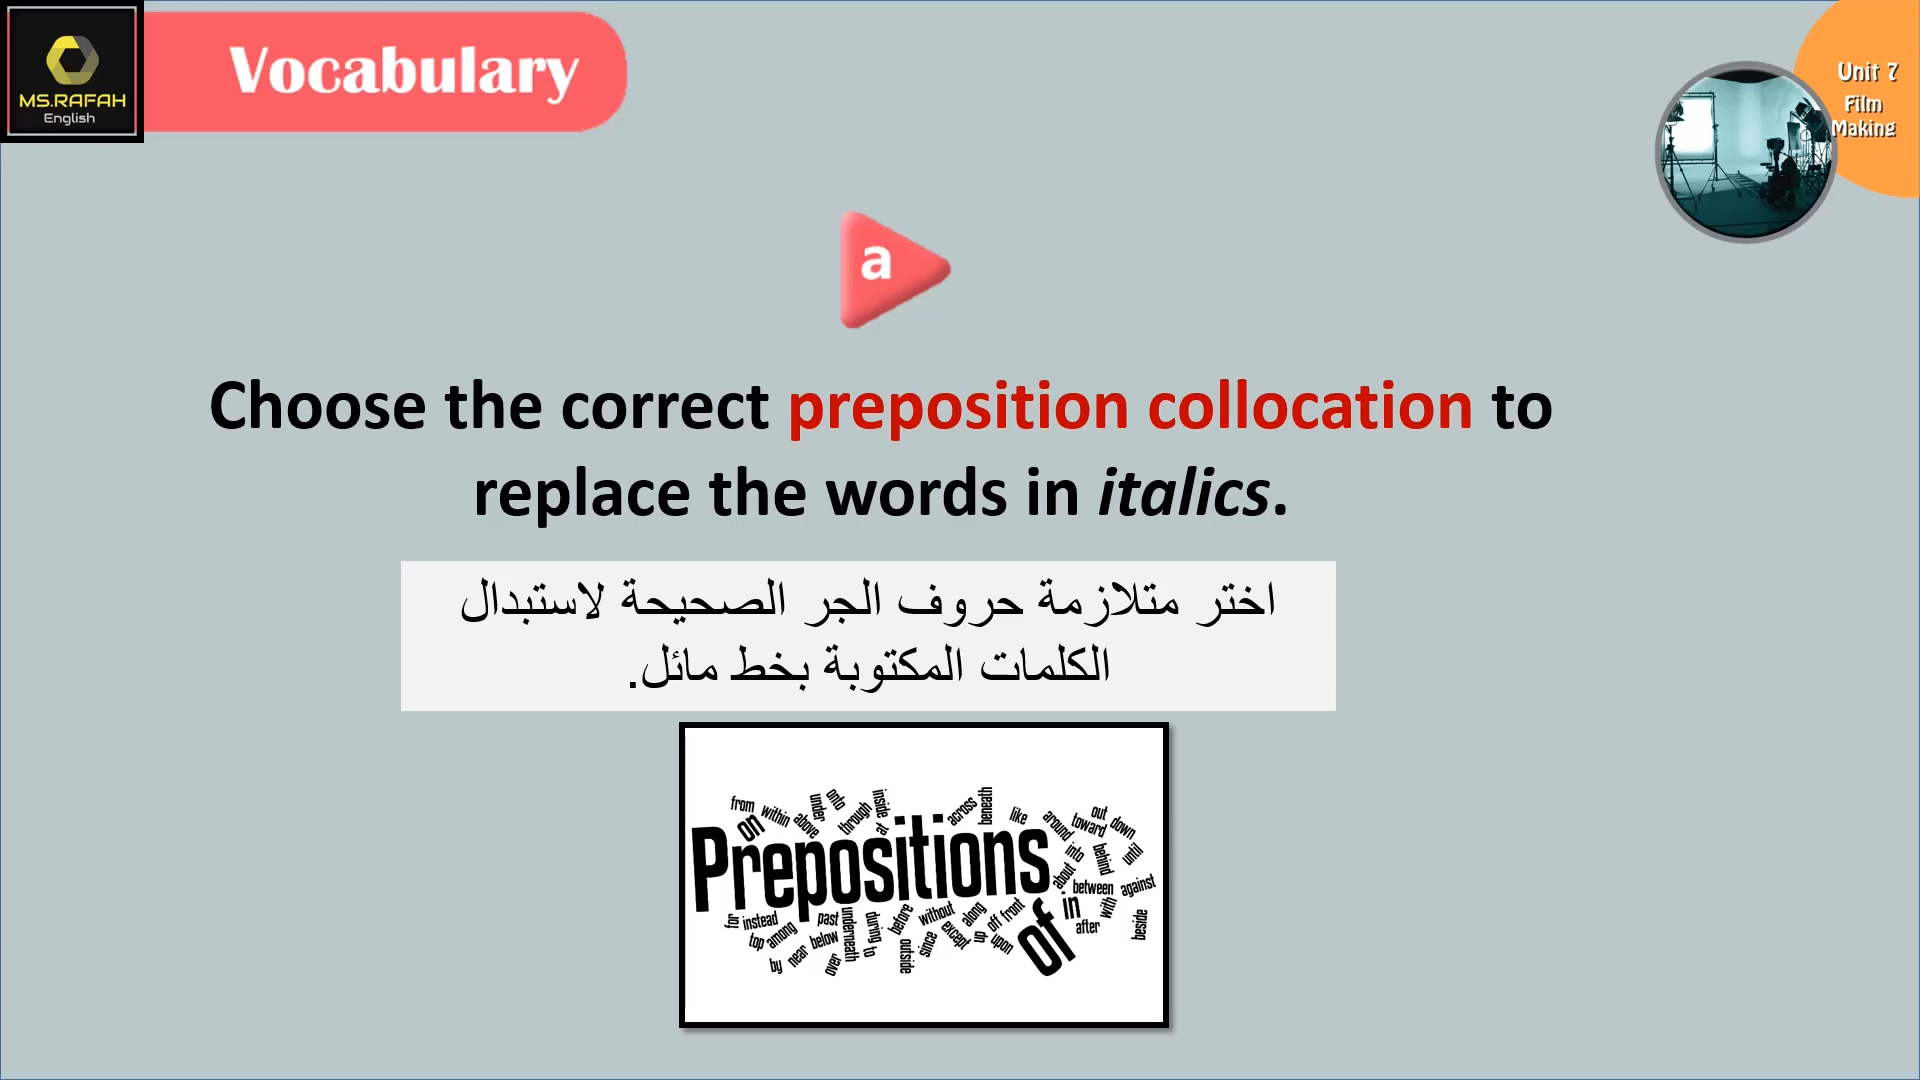 MS.RAFAH
English
Vocabulary
Unit 7
Film
Making
a
Choose the correct preposition collocation to
replace the words in italics.
اختر متلازمة حروف الجر الصحيحة لاستبدال
الكلمات المكتوبة بخط مائل.
from
within
on
above
under
onto
through
inside
at
across
beneath
like
around
toward
out
down
into
behind
until
about
between
against
Prepositions
of
in
with
after
beside
for
instead
top
among
past
below
underneath
during
to
before
without
along
off
front
by
near
over
outside
since
except
up
upon